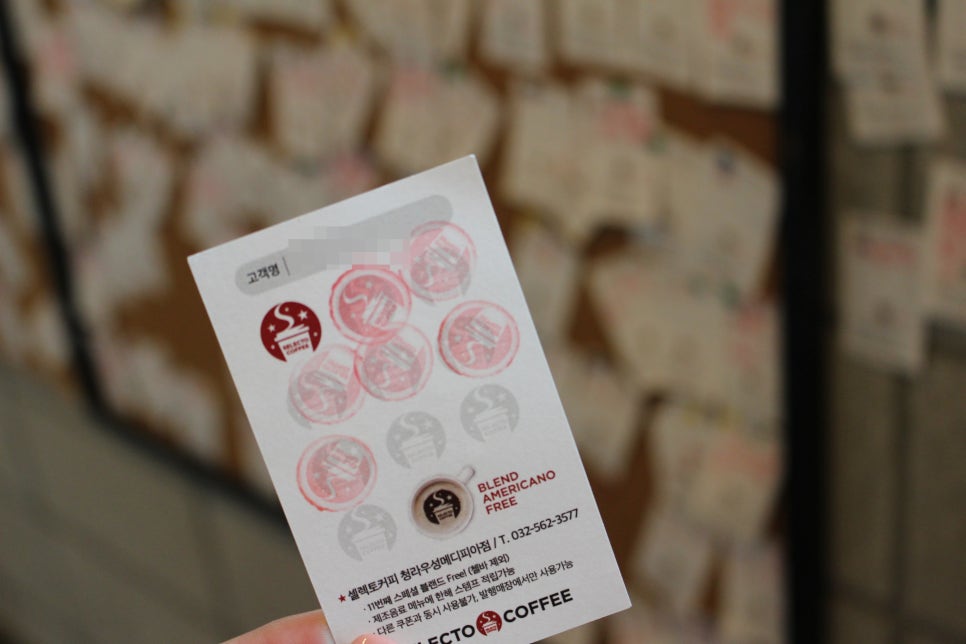 고객명
SELECTO
COFFEE
BLEND
AMERICANO
FREE
★ 셀렉토커피 청라우성메디피아점 / T. 032-562-3577
· 11번째 스페셜 블렌드 Free! (첼바 제외)
· 제조음료 메뉴에 한해 스탬프 적립가능
· 다른 쿠폰과 동시 사용불가, 발행매장에서만 사용가능
LECTO COFFEE